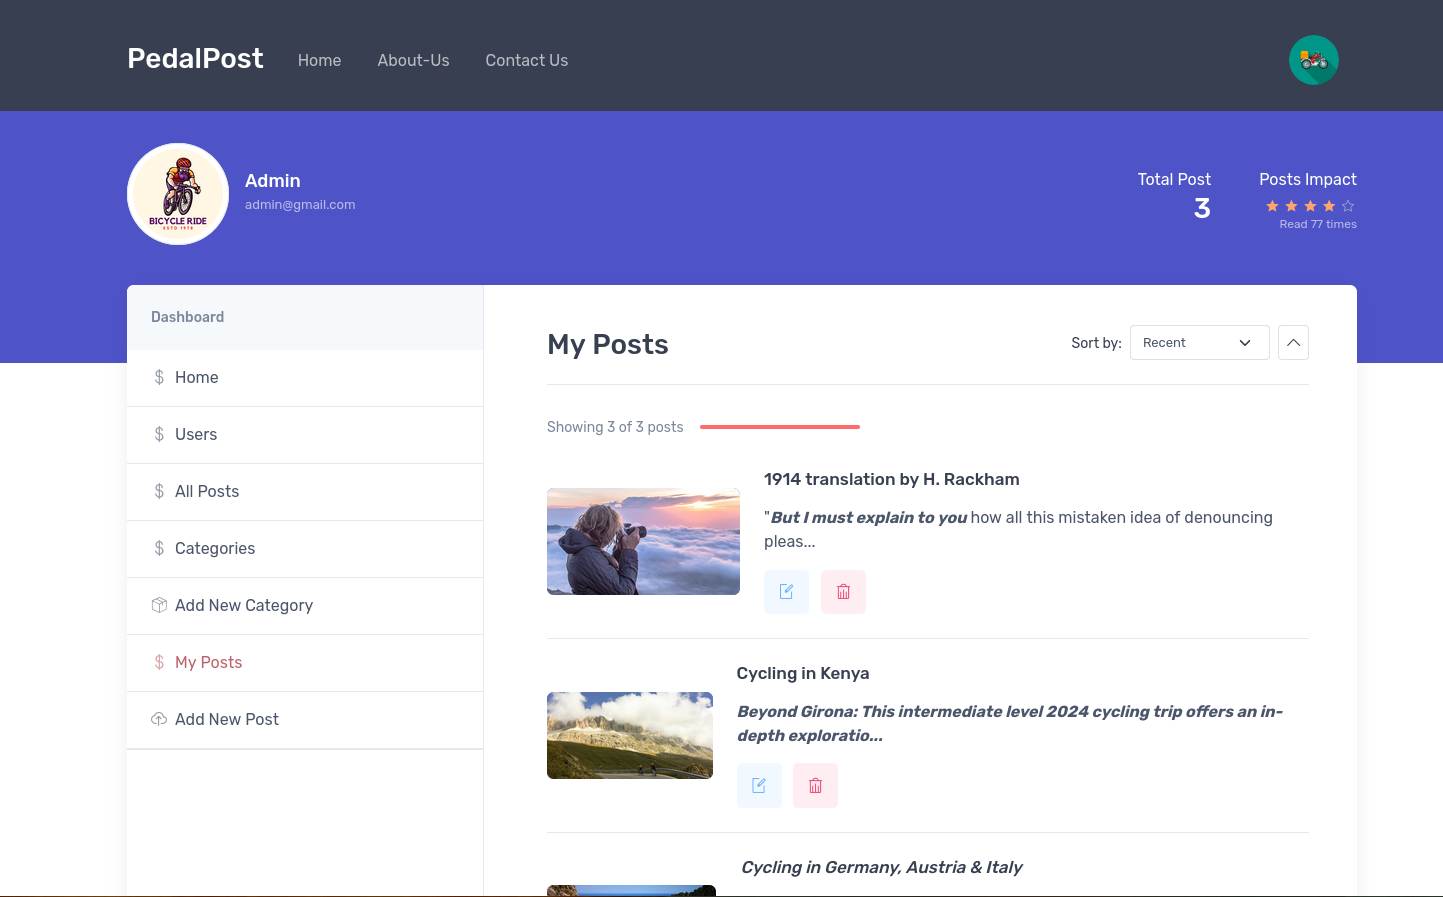 PedalPost
Home
About-Us
Contact Us
BICYCLE RIDE
ESTD 1978
Admin
admin@gmail.com
Total Post
3
Posts Impact
Read 77 times
Dashboard
$ Home
$ Users
$ All Posts
$ Categories
Add New Category
$ My Posts
Add New Post
My Posts
Sort by:
Recent
Showing 3 of 3 posts
1914 translation by H. Rackham
"But I must explain to you how all this mistaken idea of denouncing
pleas...
Cycling in Kenya
Beyond Girona: This intermediate level 2024 cycling trip offers an in-
depth exploratio...
Cycling in Germany, Austria & Italy